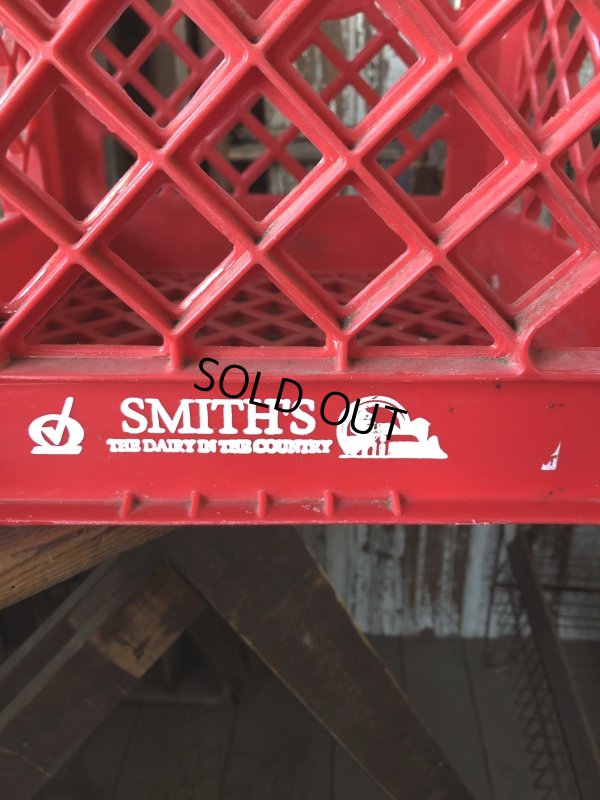 SOLD OUT
SMITH'S
THE DAIRY IN THE COUNTRY